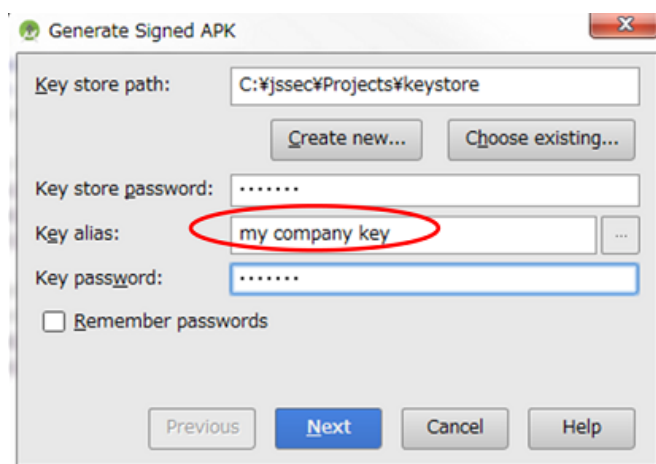 Generate Signed APK
Key store path: C:¥jssec¥Projects¥keystore
Create new... Choose existing...
Key store password: •••••••
Key alias: my company key ...
Key password: •••••••
Remember passwords
Previous Next Cancel Help